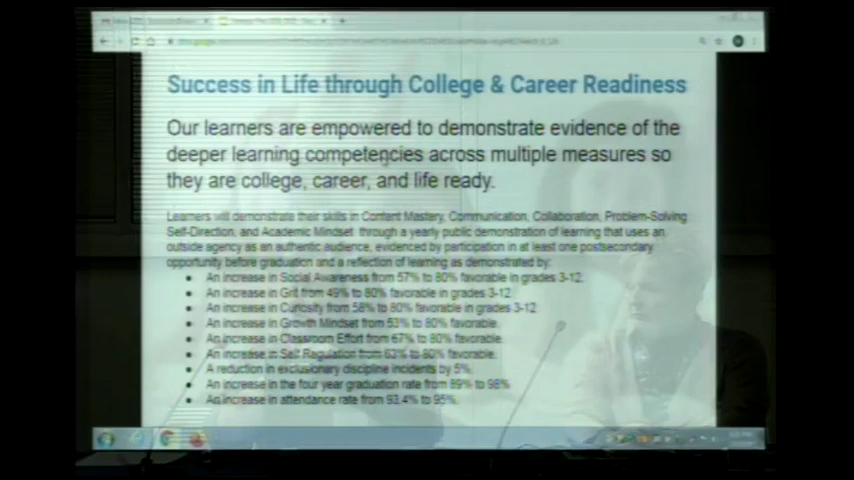 Success in Life through College & Career Readiness
Our learners are empowered to demonstrate evidence of the
deeper learning competencies across multiple measures so
they are college, career, and life ready.
Learners will demonstrate their skills in Content Mastery, Communication, Collaboration, Problem-Solving
Self-Direction, and Academic Mindset through a yearly public demonstration of learning that uses an
outside agency as an authentic audience, evidenced by participation in at least one postsecondary
opportunity before graduation and a reflection of learning as demonstrated by:
An increase in Social Awareness from 57% to 80% favorable in grades 3-12.
An increase in Grit from 49% to 80% favorable in grades 3-12
An increase in Curiosity from 58% to 80% favorable in grades 3-12
An increase in Growth Mindset from 53% to 80% favorable.
An increase in Classroom Effort from 67% to 80% favorable.
An increase in Self Regulation from 63% to 80% favorable.
A reduction in exclusionary discipline incidents by 5%.
An increase in the four year graduation rate from 89% to 98%
An increase in attendance rate from 93.4% to 95%.